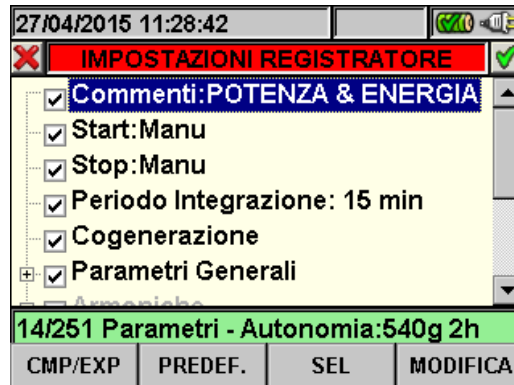 27/04/2015 11:28:42
IMPOSTAZIONI REGISTRATORE
Commenti:POTENZA & ENERGIA
Start:Manu
Stop:Manu
Periodo Integrazione: 15 min
Cogenerazione
Parametri Generali
Armoniche
14/251 Parametri - Autonomia:540g 2h
CMP/EXP PREDEF. SEL MODIFICA